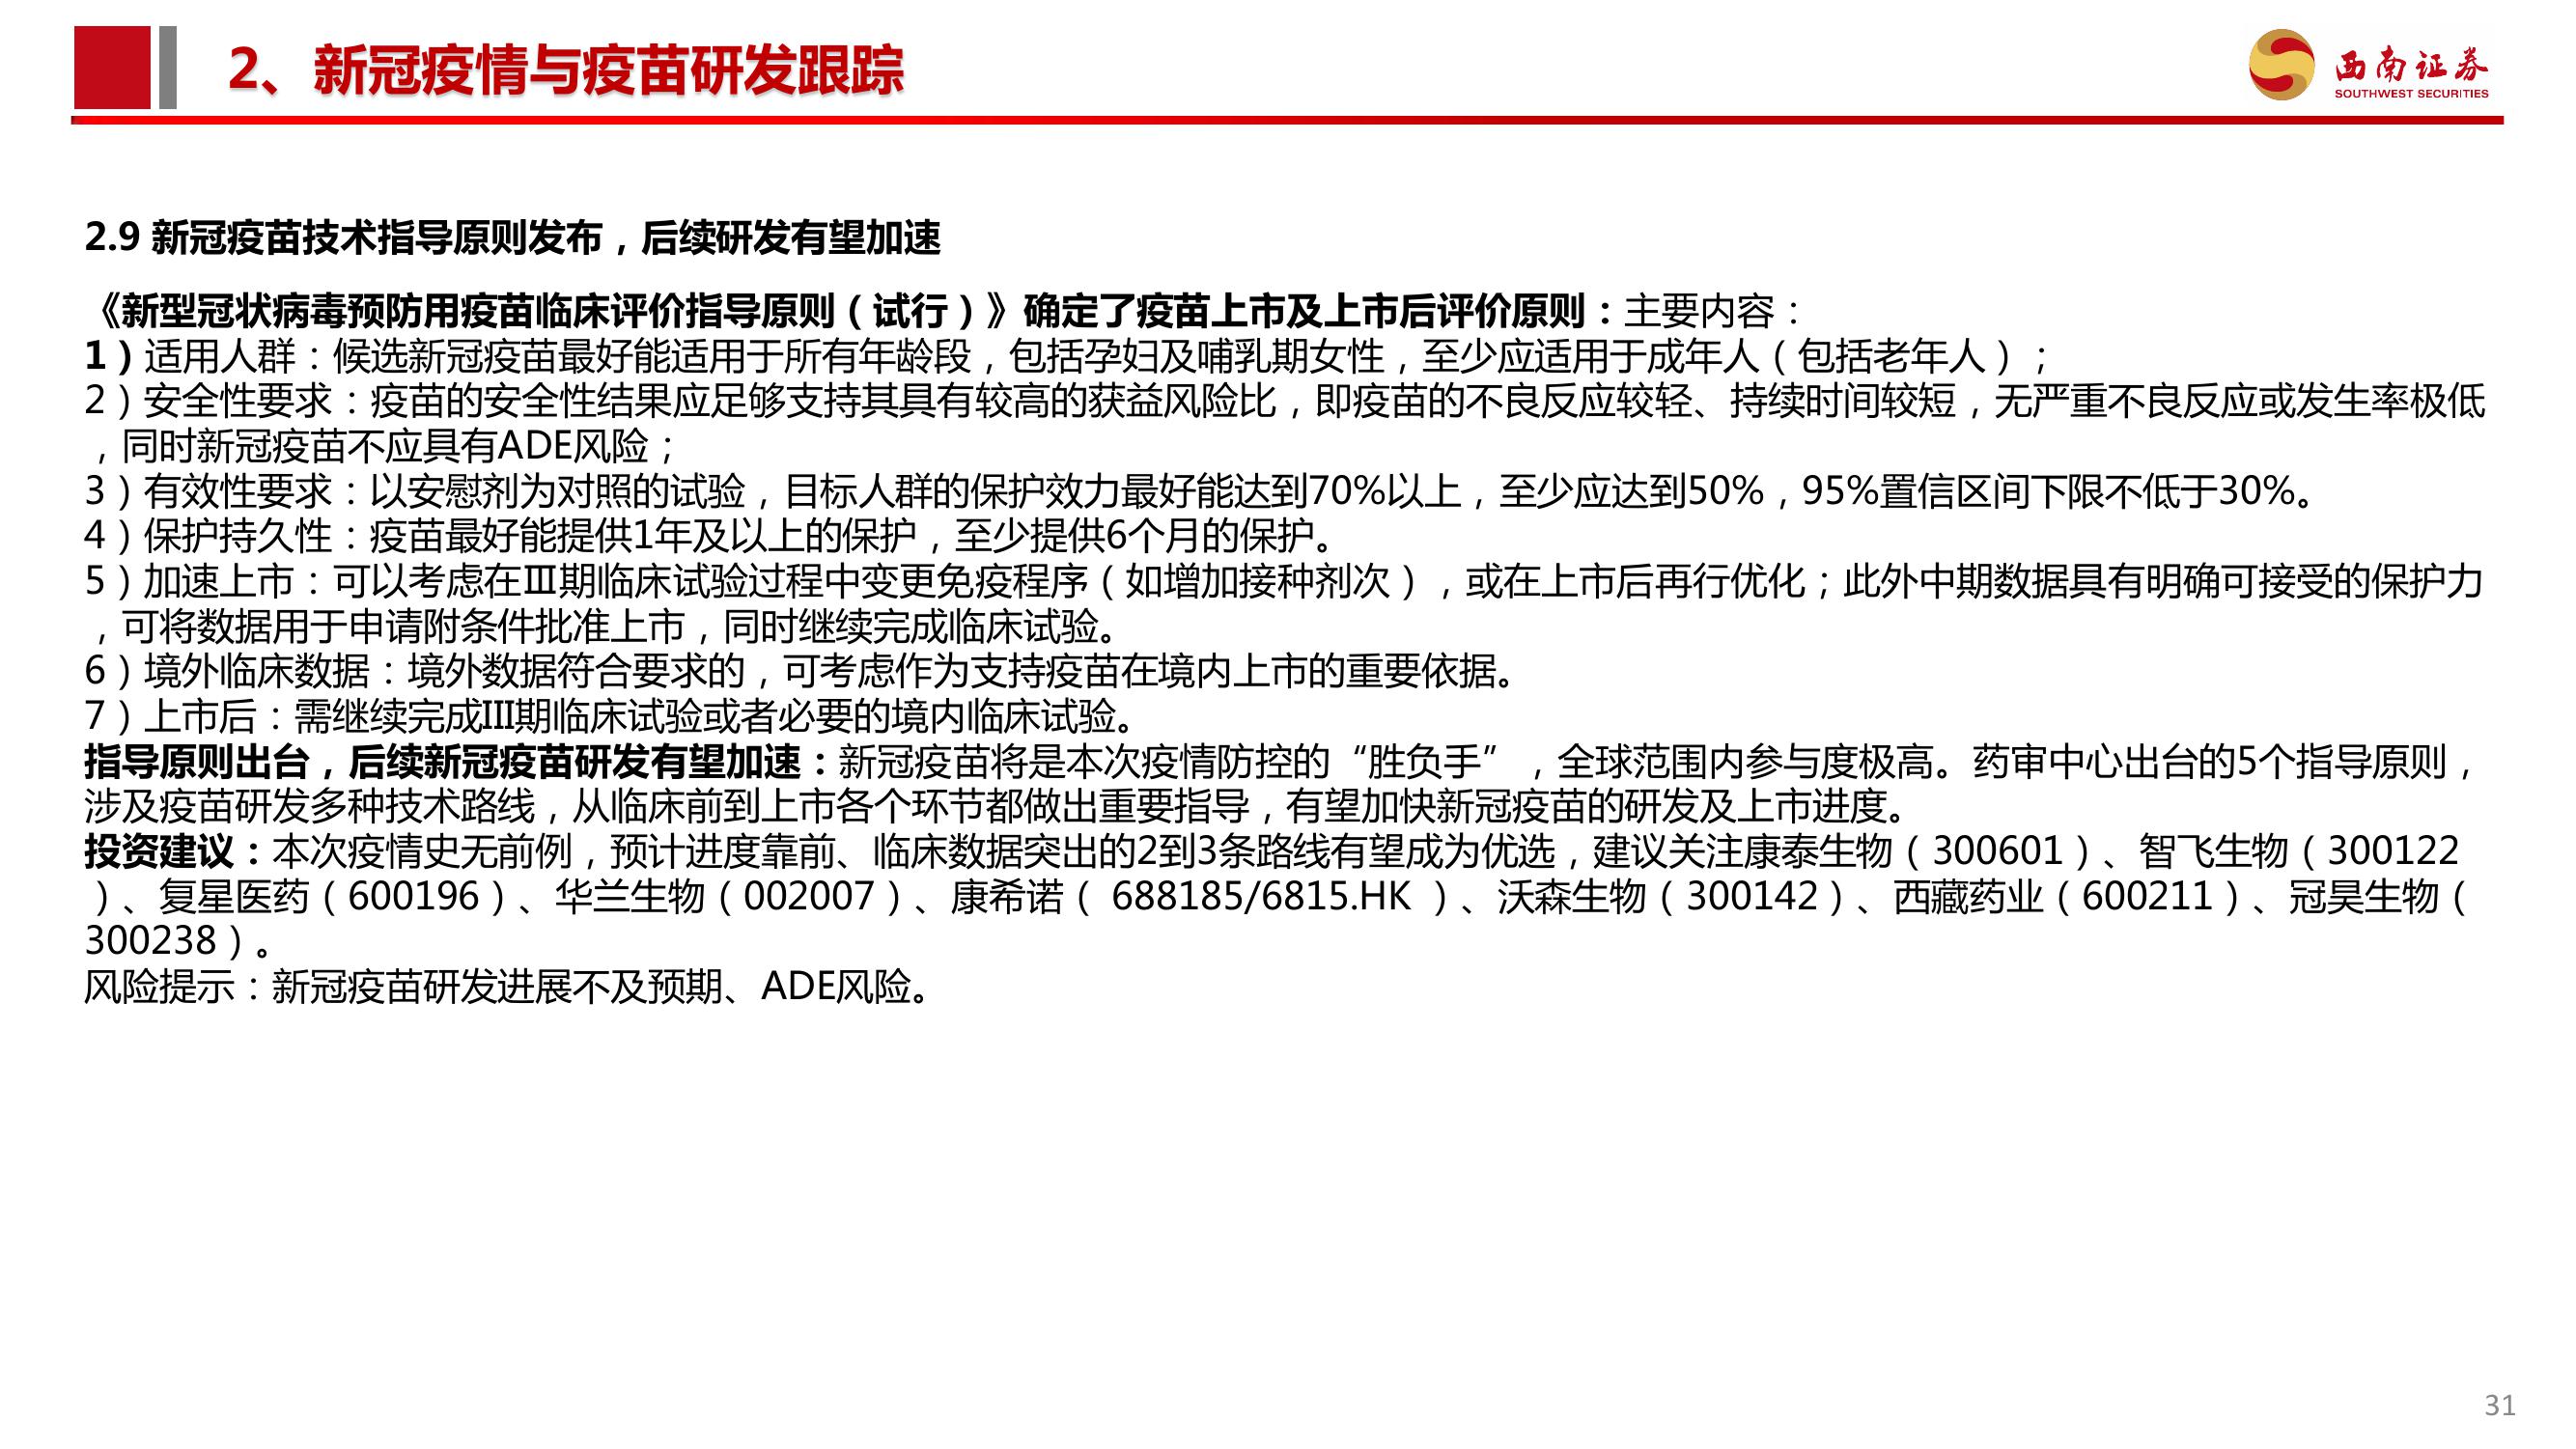 2、新冠疫情与疫苗研发跟踪
西南证券
SOUTHWEST SECURITIES
2.9 新冠疫苗技术指导原则发布，后续研发有望加速
《新型冠状病毒预防用疫苗临床评价指导原则（试行）》确定了疫苗上市及上市后评价原则：主要内容：
1）适用人群：候选新冠疫苗最好能适用于所有年龄段，包括孕妇及哺乳期女性，至少应适用于成年人（包括老年人）；
2）安全性要求：疫苗的安全性结果应足够支持其具有较高的获益风险比，即疫苗的不良反应较轻、持续时间较短，无严重不良反应或发生率极低
，同时新冠疫苗不应具有ADE风险；
3）有效性要求：以安慰剂为对照的试验，目标人群的保护效力最好能达到70%以上，至少应达到50%，95%置信区间下限不低于30%。
4）保护持久性：疫苗最好能提供1年及以上的保护，至少提供6个月的保护。
5）加速上市：可以考虑在Ⅲ期临床试验过程中变更免疫程序（如增加接种剂次），或在上市后再行优化；此外中期数据具有明确可接受的保护力
，可将数据用于申请附条件批准上市，同时继续完成临床试验。
6）境外临床数据：境外数据符合要求的，可考虑作为支持疫苗在境内上市的重要依据。
7）上市后：需继续完成III期临床试验或者必要的境内临床试验。
指导原则出台，后续新冠疫苗研发有望加速：新冠疫苗将是本次疫情防控的“胜负手”，全球范围内参与度极高。药审中心出台的5个指导原则，
涉及疫苗研发多种技术路线，从临床前到上市各个环节都做出重要指导，有望加快新冠疫苗的研发及上市进度。
投资建议：本次疫情史无前例，预计进度靠前、临床数据突出的2到3条路线有望成为优选，建议关注康泰生物（300601）、智飞生物（300122
）、复星医药（600196）、华兰生物（002007）、康希诺（ 688185/6815.HK ）、沃森生物（300142）、西藏药业（600211）、冠昊生物（
300238）。
风险提示：新冠疫苗研发进展不及预期、ADE风险。
31